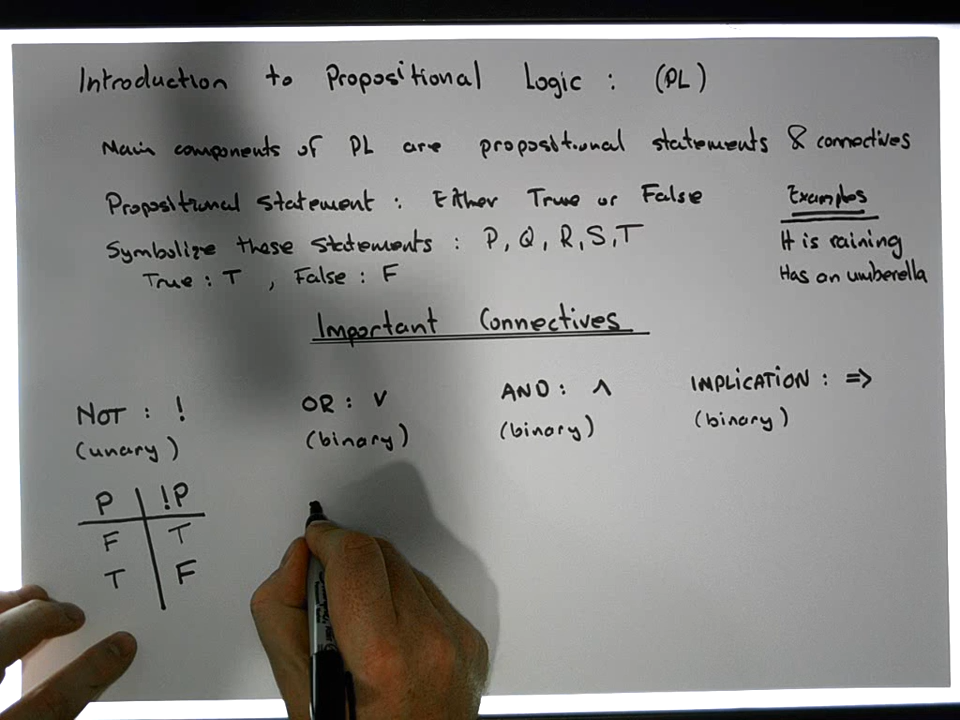 Introduction to Propositional Logic : (PL)
Main components of PL are propositional statements & connectives
Propositional Statement : Either True or False
Symbolize these statements : P, Q, R, S, T
True : T , False : F
Examples
It is raining
Has an umberella
Important Connectives
NOT : !
(unary)
OR : ∨
(binary)
AND : ∧
(binary)
IMPLICATION : =>
(binary)
P | !P
F | T
T | F